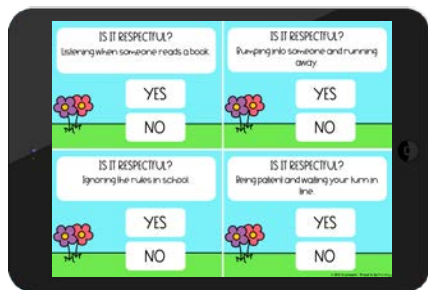 IS IT RESPECTFUL?
Listening when someone reads a book.
YES
NO
IS IT RESPECTFUL?
Bumping into someone and running
away.
YES
NO
IS IT RESPECTFUL?
Ignoring the rules in school.
YES
NO
IS IT RESPECTFUL?
Being patient and waiting your turn in
line.
YES
NO